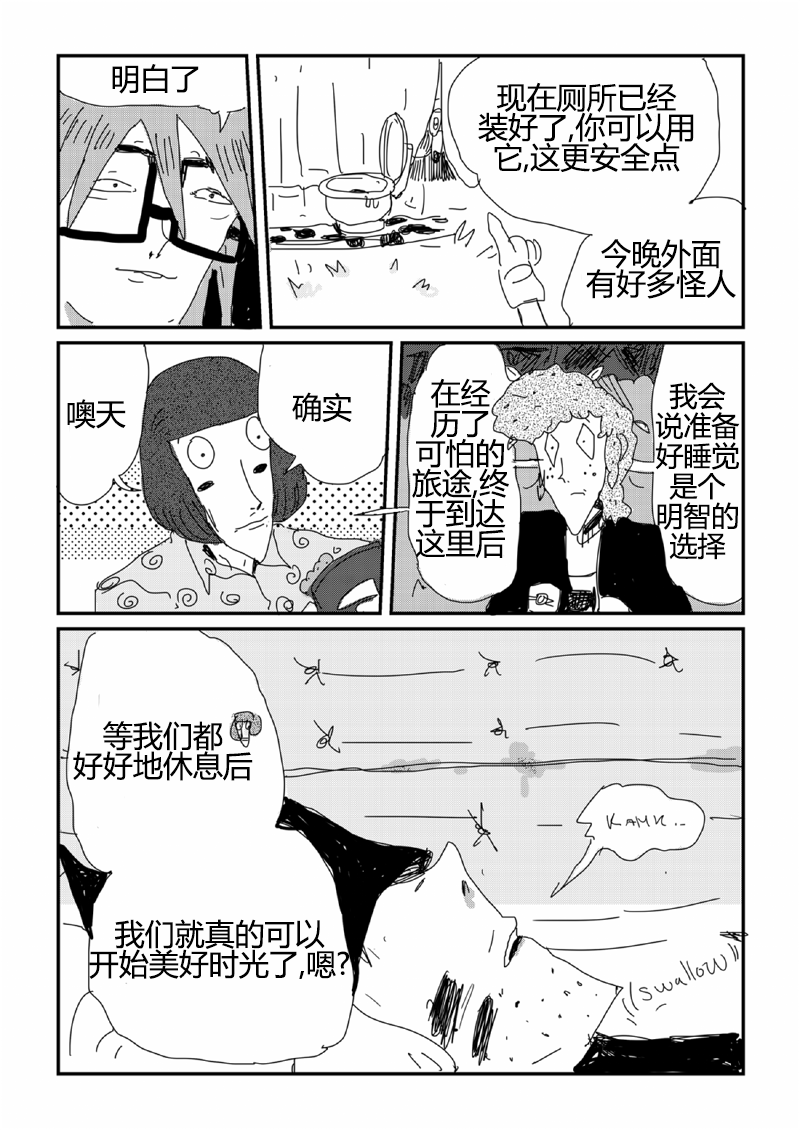 明白了
现在厕所已经
装好了,你可以用
它,这更安全点
今晚外面
有好多怪人
噢天
确实
在经
历了
可怕的
旅途,终
于到达
这里后
我会
说准备
好睡觉
是个
明智的
选择
等我们都
好好地休息后
我们就真的可以
开始美好时光了,嗯?
KAMK...
swallow